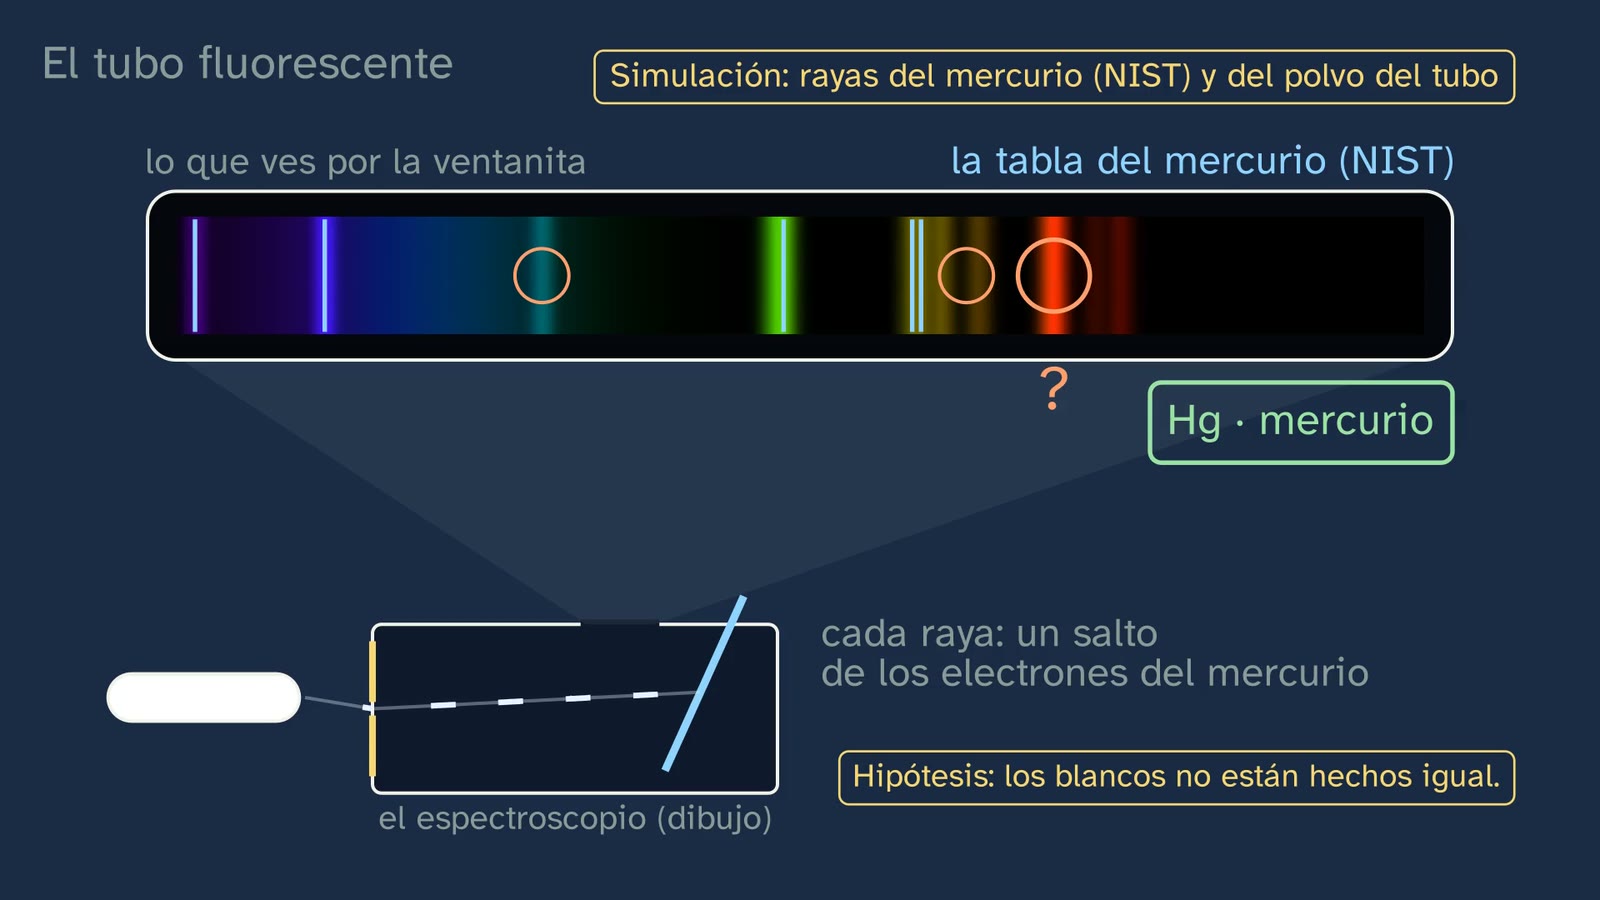 El tubo fluorescente
Simulación: rayas del mercurio (NIST) y del polvo del tubo
lo que ves por la ventanita
la tabla del mercurio (NIST)
?
Hg · mercurio
cada raya: un salto
de los electrones del mercurio
Hipótesis: los blancos no están hechos igual.
el espectroscopio (dibujo)